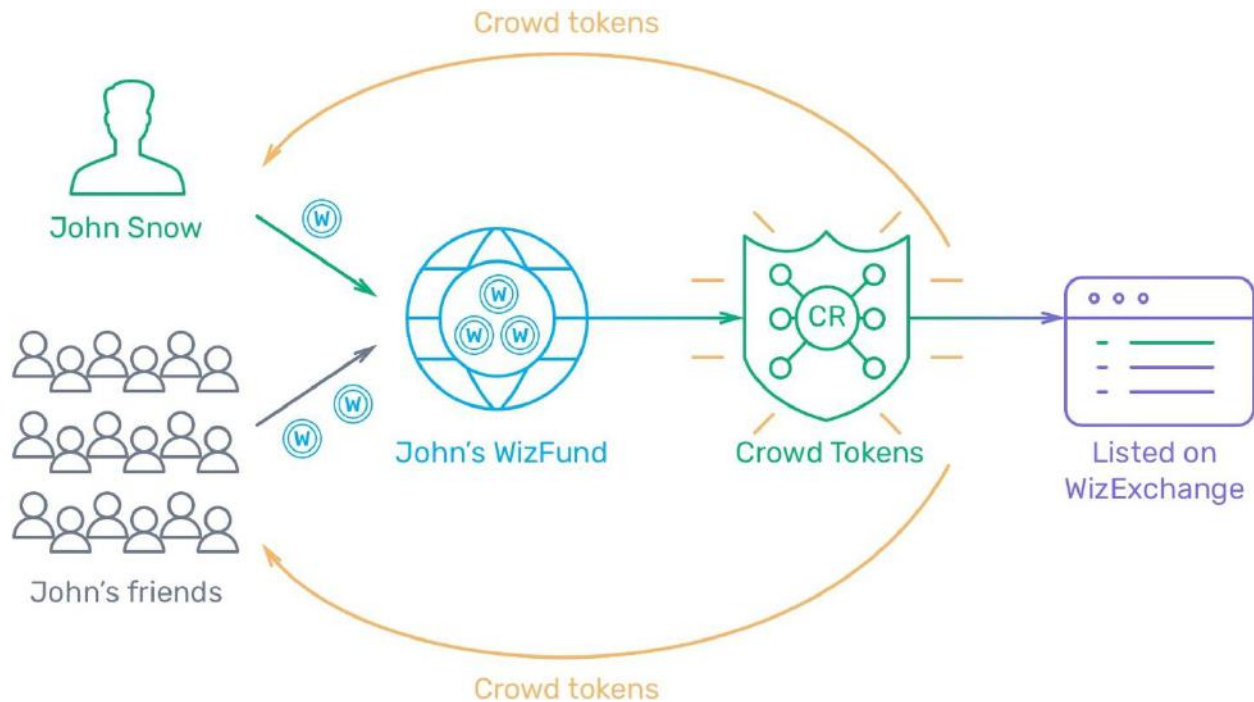 Crowd tokens
John Snow
W
W
W W
W
W
John's WizFund
CR
Crowd Tokens
Listed on
WizExchange
John's friends
Crowd tokens